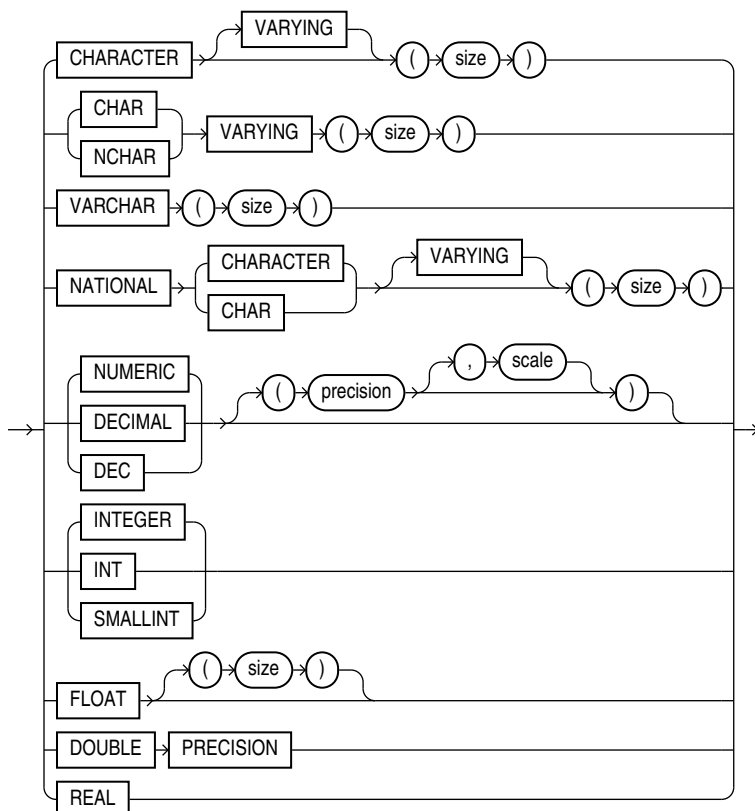 VARYING
CHARACTER ( size )
CHAR
VARYING ( size )
NCHAR
VARCHAR ( size )
CHARACTER VARYING
NATIONAL ( size )
CHAR
NUMERIC , scale
( precision )
DECIMAL
DEC
INTEGER
INT
SMALLINT
( size )
FLOAT
DOUBLE PRECISION
REAL